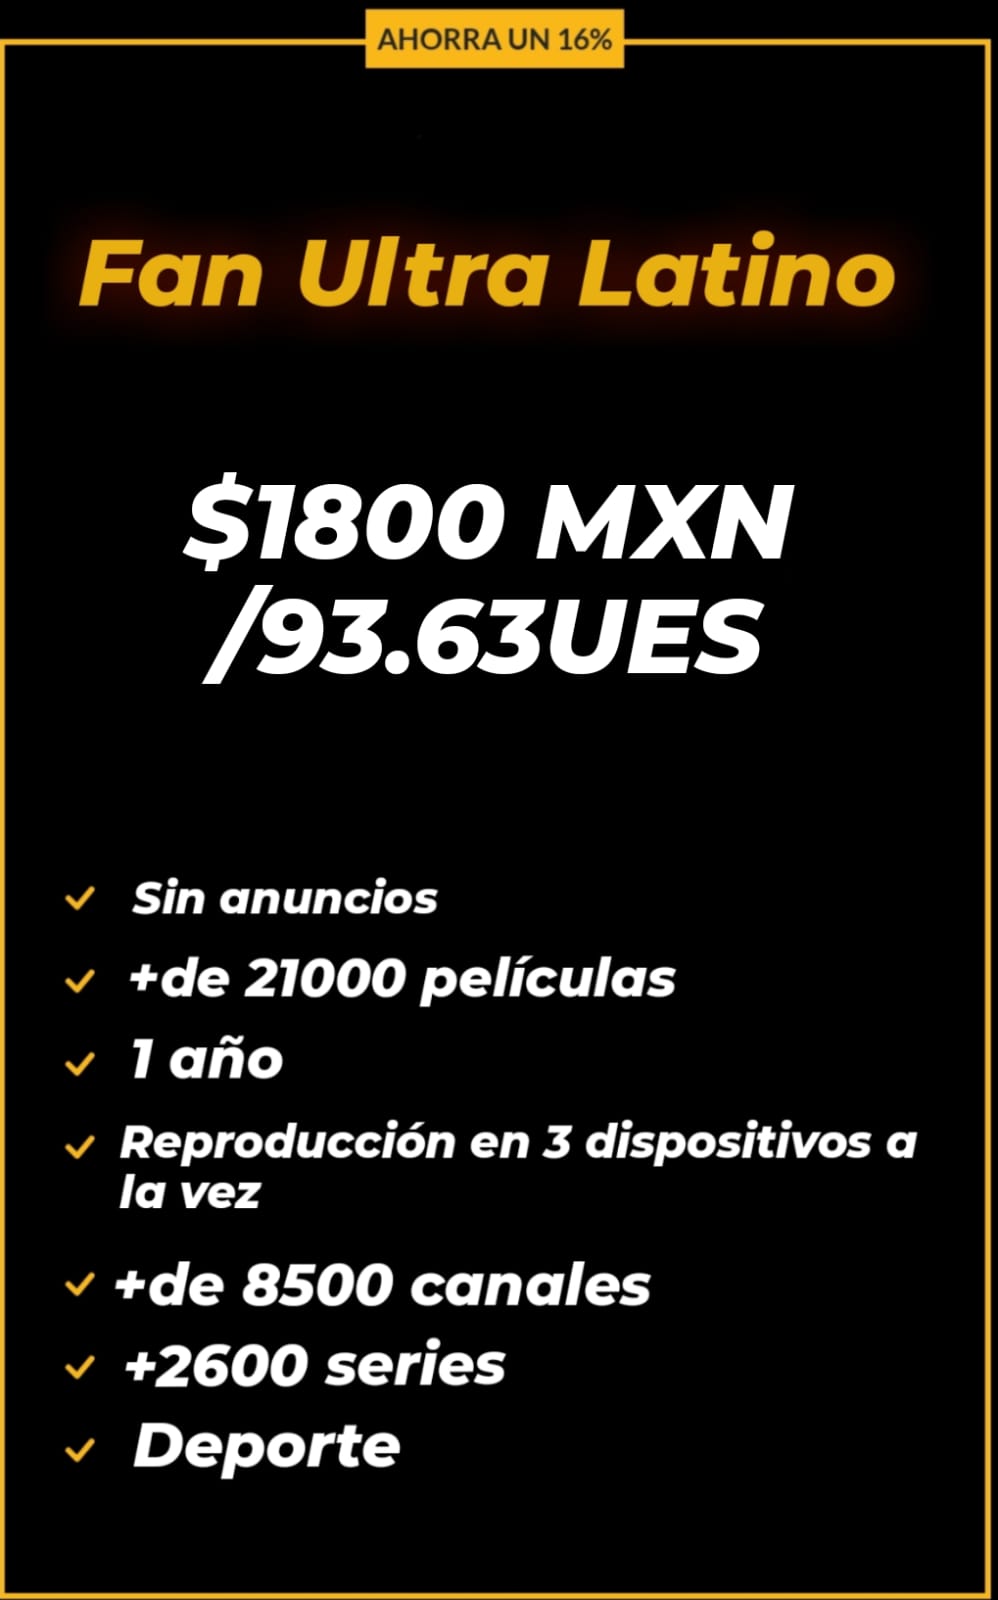 AHORRA UN 16%
Fan Ultra Latino
$1800 MXN
/93.63UES
Sin anuncios
+de 21000 películas
1 año
Reproducción en 3 dispositivos a
la vez
+de 8500 canales
+2600 series
Deporte